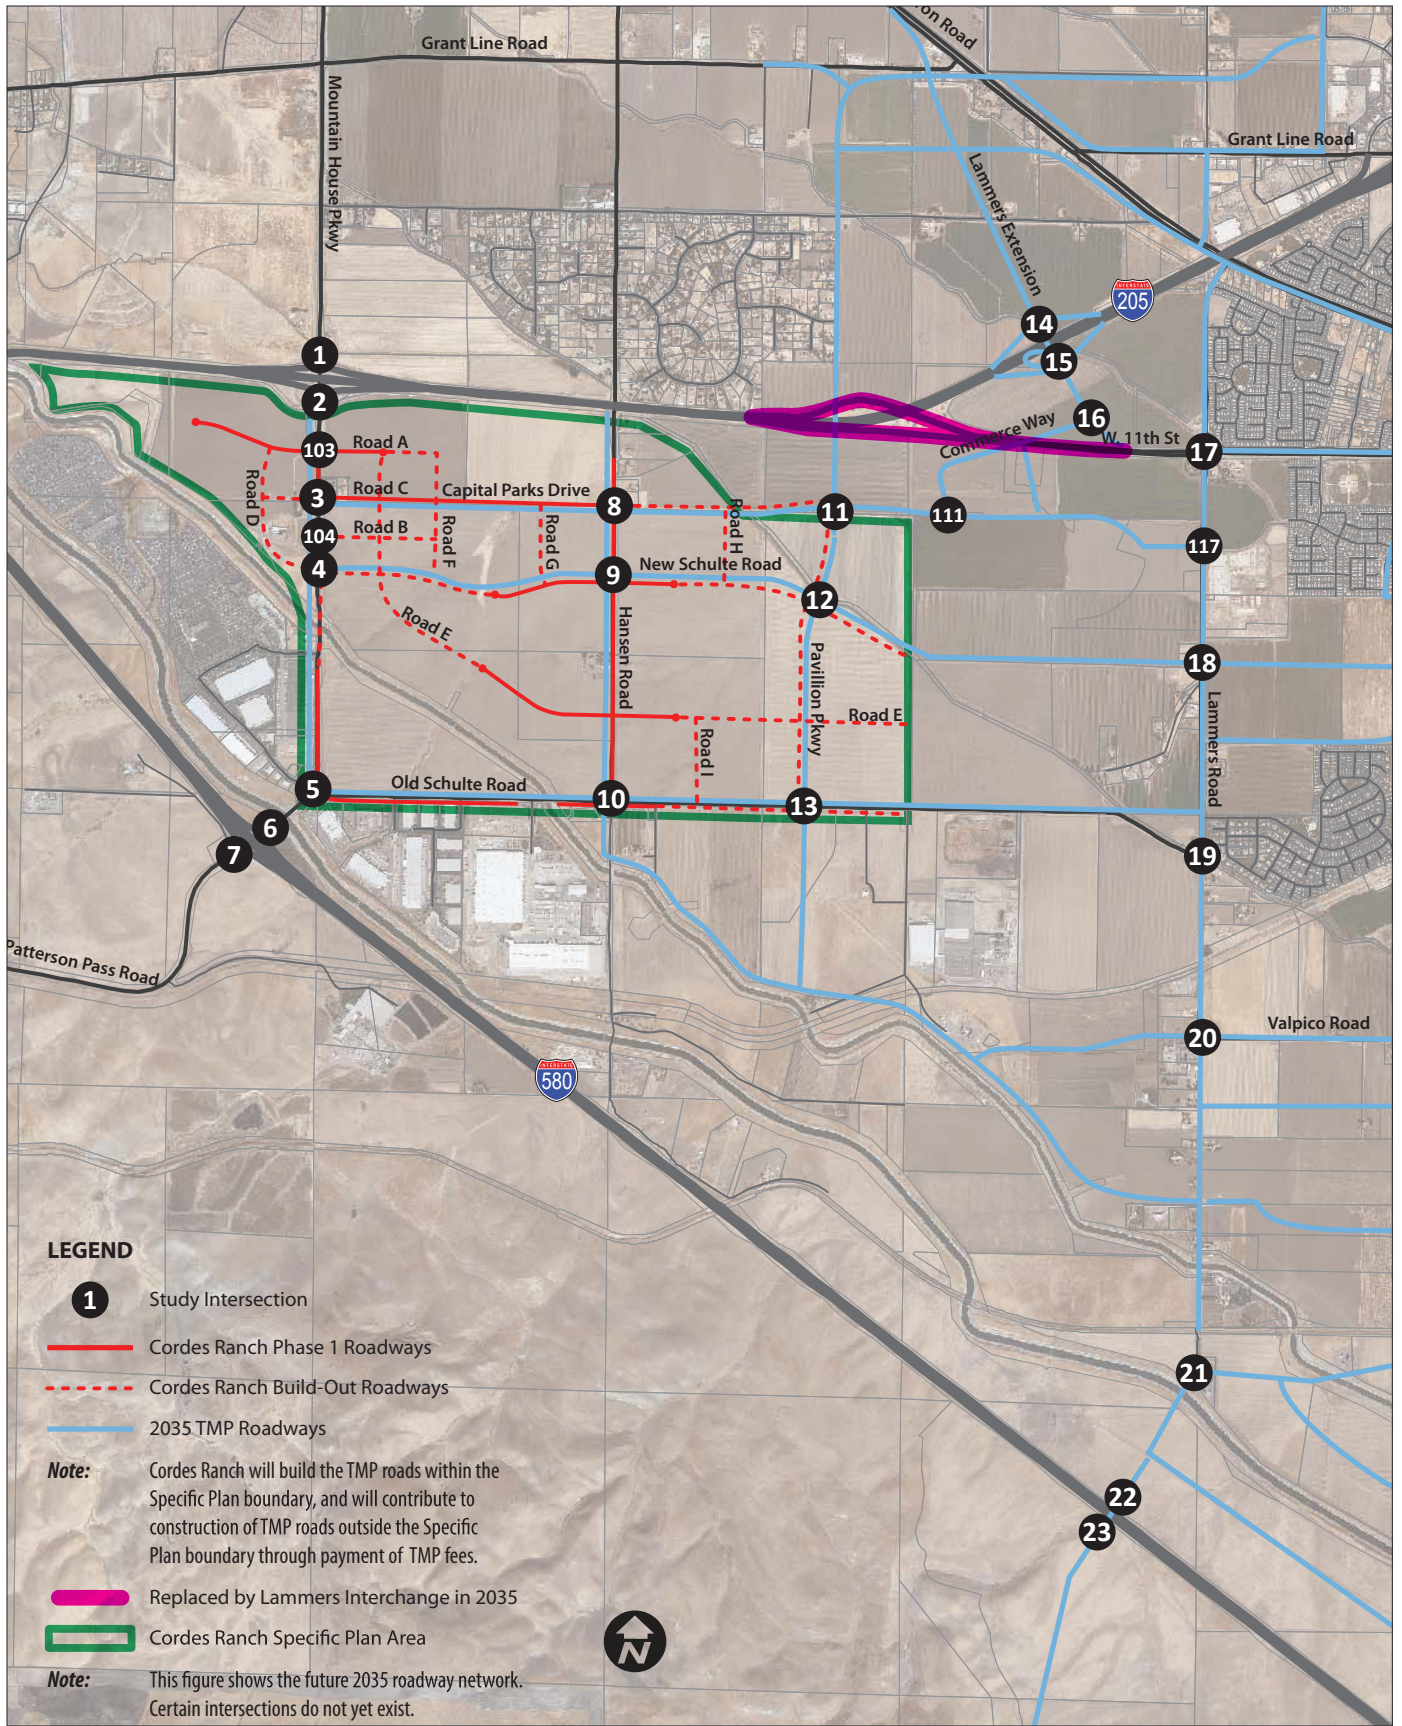 ron Road
Grant Line Road
Mountain House Pkwy
Grant Line Road
Lammers Extension
INTERSTATE
205
14
1
15
2
16
Commerce Way
W. 11th St
17
103
Road A
Road D
3
Road C
Capital Parks Drive
8
Road H
11
111
104
Road B
Road F
Road G
117
4
9
New Schulte Road
12
Road E
Hansen Road
Pavillion Pkwy
18
Lammers Road
Road E
Road I
5
Old Schulte Road
10
13
6
7
19
Patterson Pass Road
20
Valpico Road
INTERSTATE
580
21
22
23
LEGEND
1 Study Intersection
Cordes Ranch Phase 1 Roadways
Cordes Ranch Build-Out Roadways
2035 TMP Roadways
Note: Cordes Ranch will build the TMP roads within the
Specific Plan boundary, and will contribute to
construction of TMP roads outside the Specific
Plan boundary through payment of TMP fees.
Replaced by Lammers Interchange in 2035
Cordes Ranch Specific Plan Area
N
Note: This figure shows the future 2035 roadway network.
Certain intersections do not yet exist.